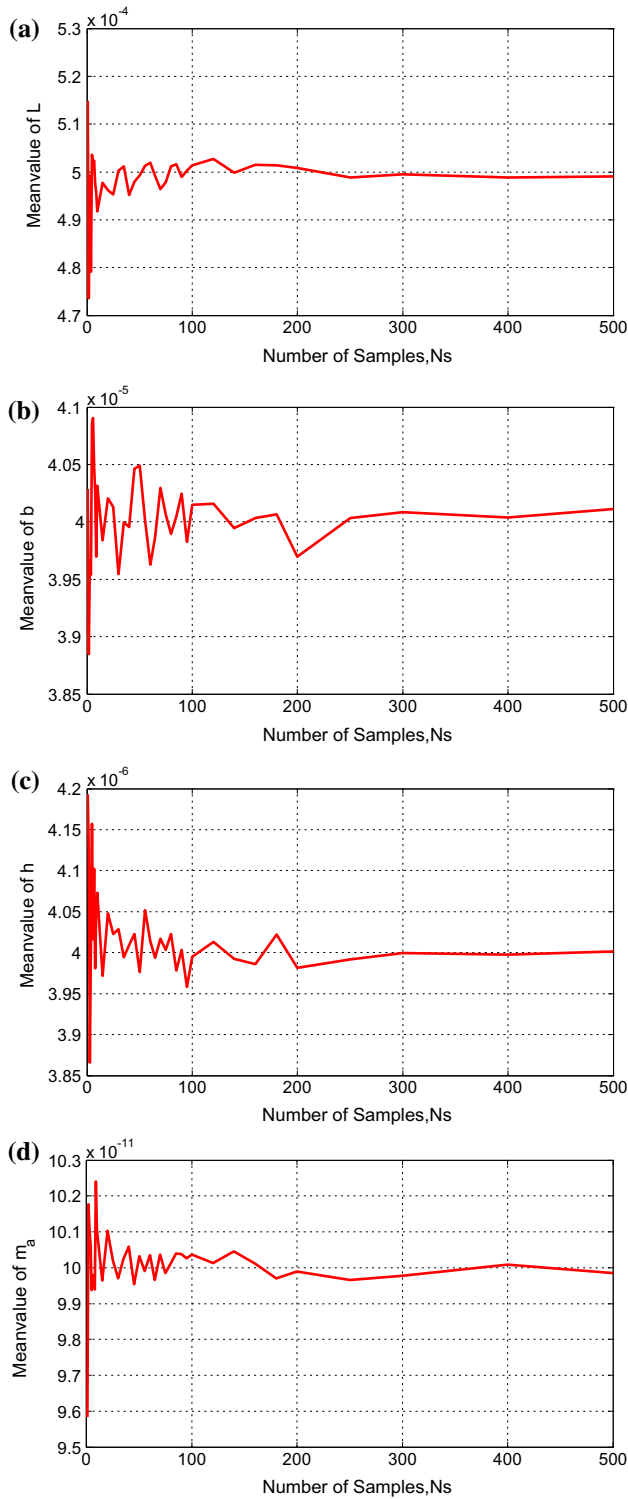 (a)
x 10^-4
5.3
5.2
5.1
5
4.9
4.8
4.7
Meanvalue of L
0 100 200 300 400 500
Number of Samples,Ns
(b)
x 10^-5
4.1
4.05
4
3.95
3.9
3.85
Meanvalue of b
0 100 200 300 400 500
Number of Samples,Ns
(c)
x 10^-6
4.2
4.15
4.1
4.05
4
3.95
3.9
3.85
Meanvalue of h
0 100 200 300 400 500
Number of Samples,Ns
(d)
x 10^-11
10.3
10.2
10.1
10
9.9
9.8
9.7
9.6
9.5
Meanvalue of m_a
0 100 200 300 400 500
Number of Samples,Ns